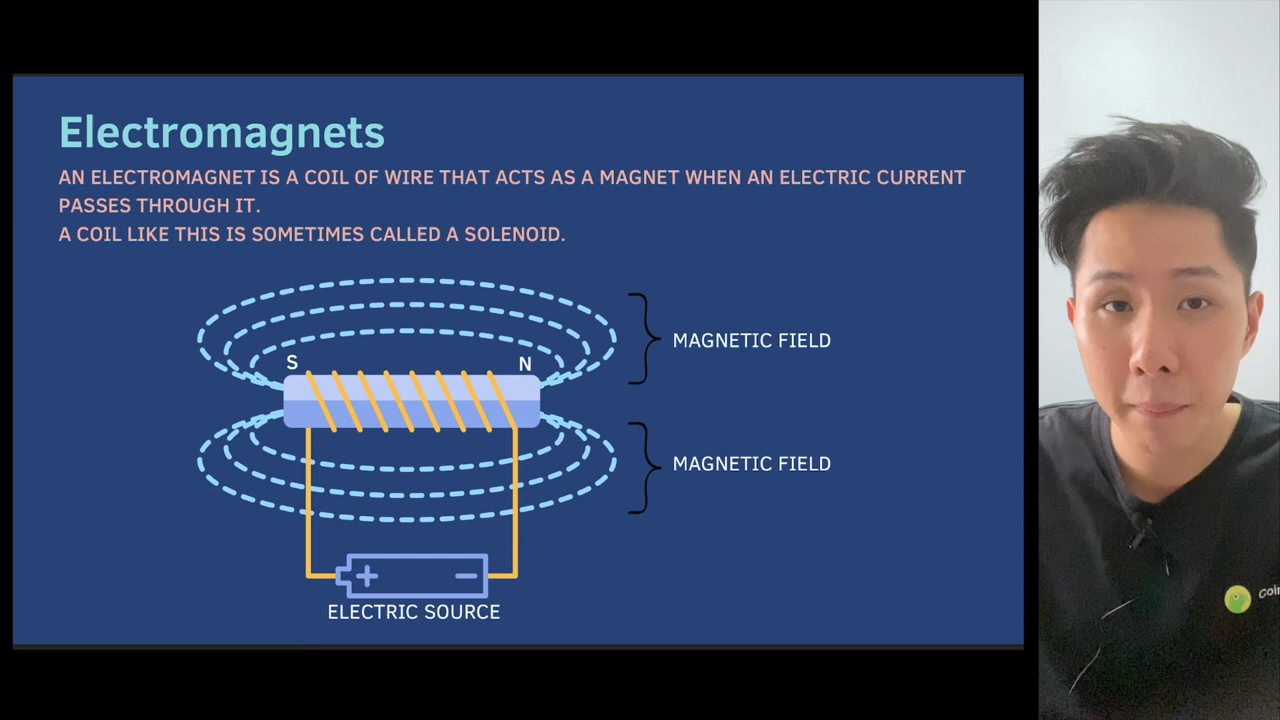 Electromagnets
AN ELECTROMAGNET IS A COIL OF WIRE THAT ACTS AS A MAGNET WHEN AN ELECTRIC CURRENT
PASSES THROUGH IT.
A COIL LIKE THIS IS SOMETIMES CALLED A SOLENOID.
MAGNETIC FIELD
S N
MAGNETIC FIELD
+ −
ELECTRIC SOURCE